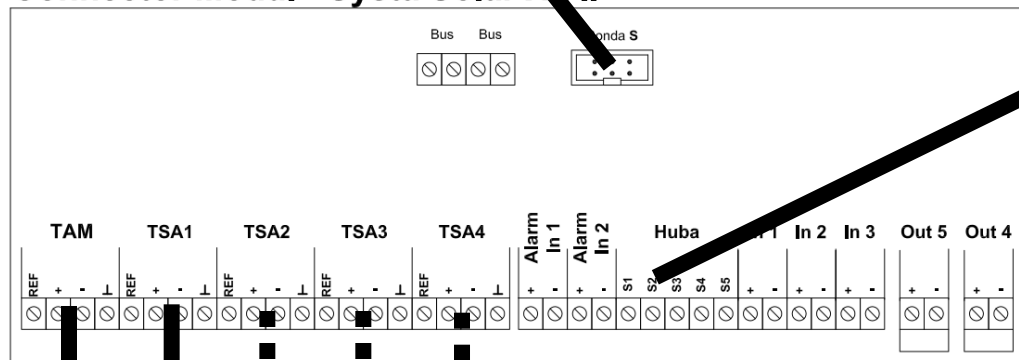 Bus Bus
S
TAM TSA1 TSA2 TSA3 TSA4 Alarm In 1 Alarm In 2 Huba In 2 In 3 Out 5 Out 4
REF + - ⊥ REF + - ⊥ REF + - ⊥ REF + - ⊥ REF + - ⊥ + - + - S1 S2 S3 S4 S5 + - + - + - + - + -